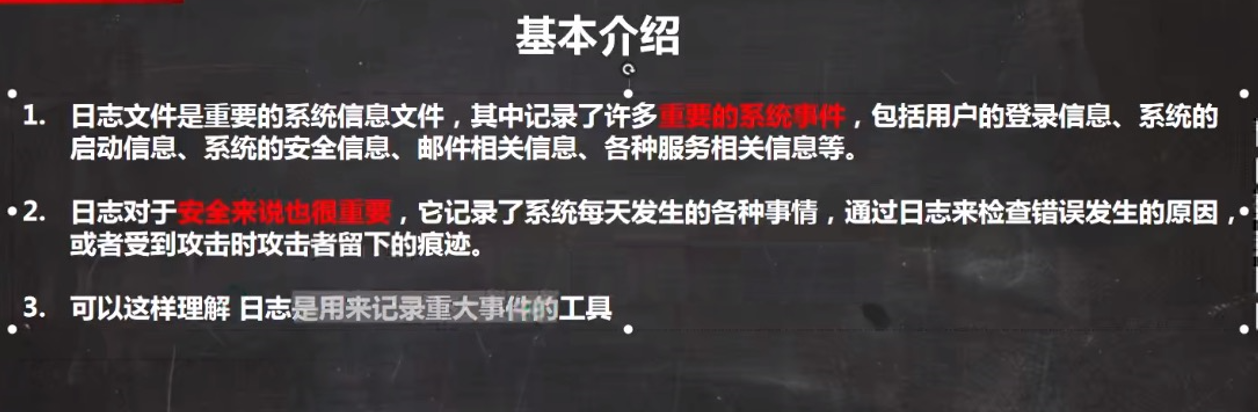 基本介绍
1. 日志文件是重要的系统信息文件，其中记录了许多重要的系统事件，包括用户的登录信息、系统的
启动信息、系统的安全信息、邮件相关信息、各种服务相关信息等。
2. 日志对于安全来说也很重要，它记录了系统每天发生的各种事情，通过日志来检查错误发生的原因，
或者受到攻击时攻击者留下的痕迹。
3. 可以这样理解 日志是用来记录重大事件的工具